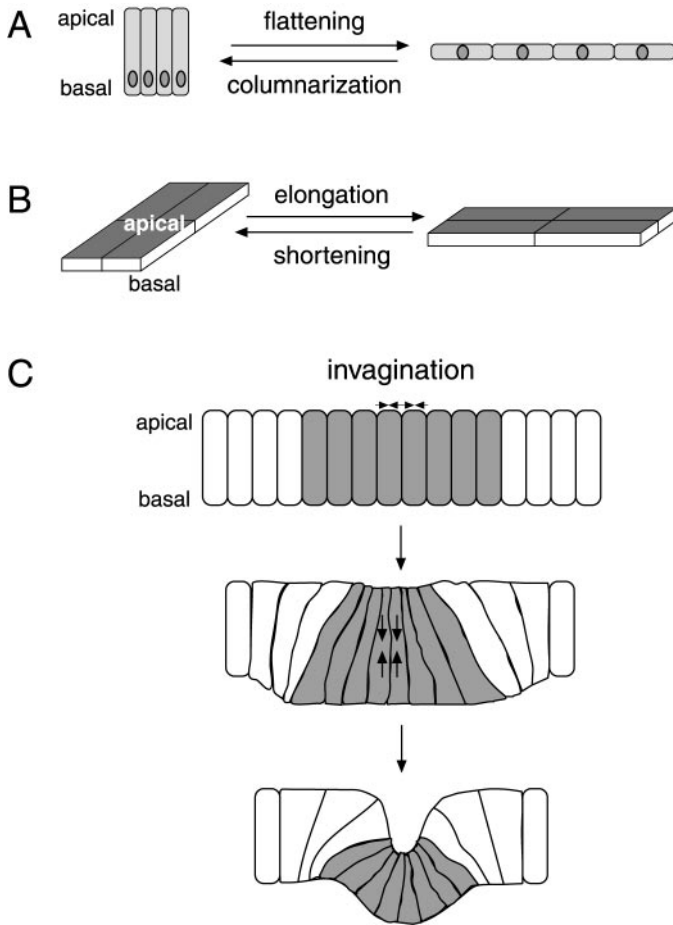 A
apical
basal
flattening
columnarization
B
apical
basal
elongation
shortening
C
invagination
apical
basal